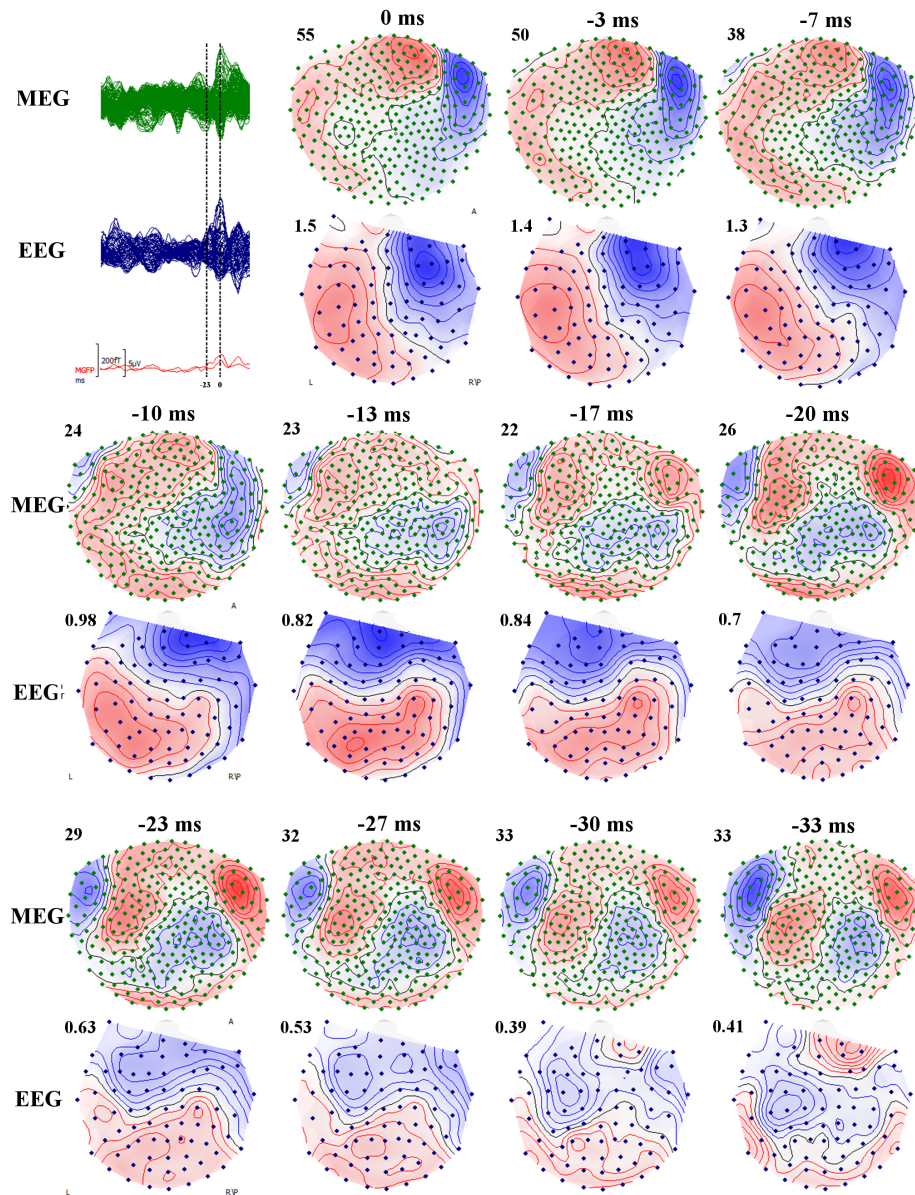 0 ms -3 ms -7 ms
55 50 38
MEG
A
1.5 1.4 1.3
EEG
200fT 5µV
MGFP
ms -23 0
L R\P
-10 ms -13 ms -17 ms -20 ms
24 23 22 26
MEG
A
0.98 0.82 0.84 0.7
EEG
L R\P
-23 ms -27 ms -30 ms -33 ms
29 32 33 33
MEG
A
0.63 0.53 0.39 0.41
EEG
L R\P